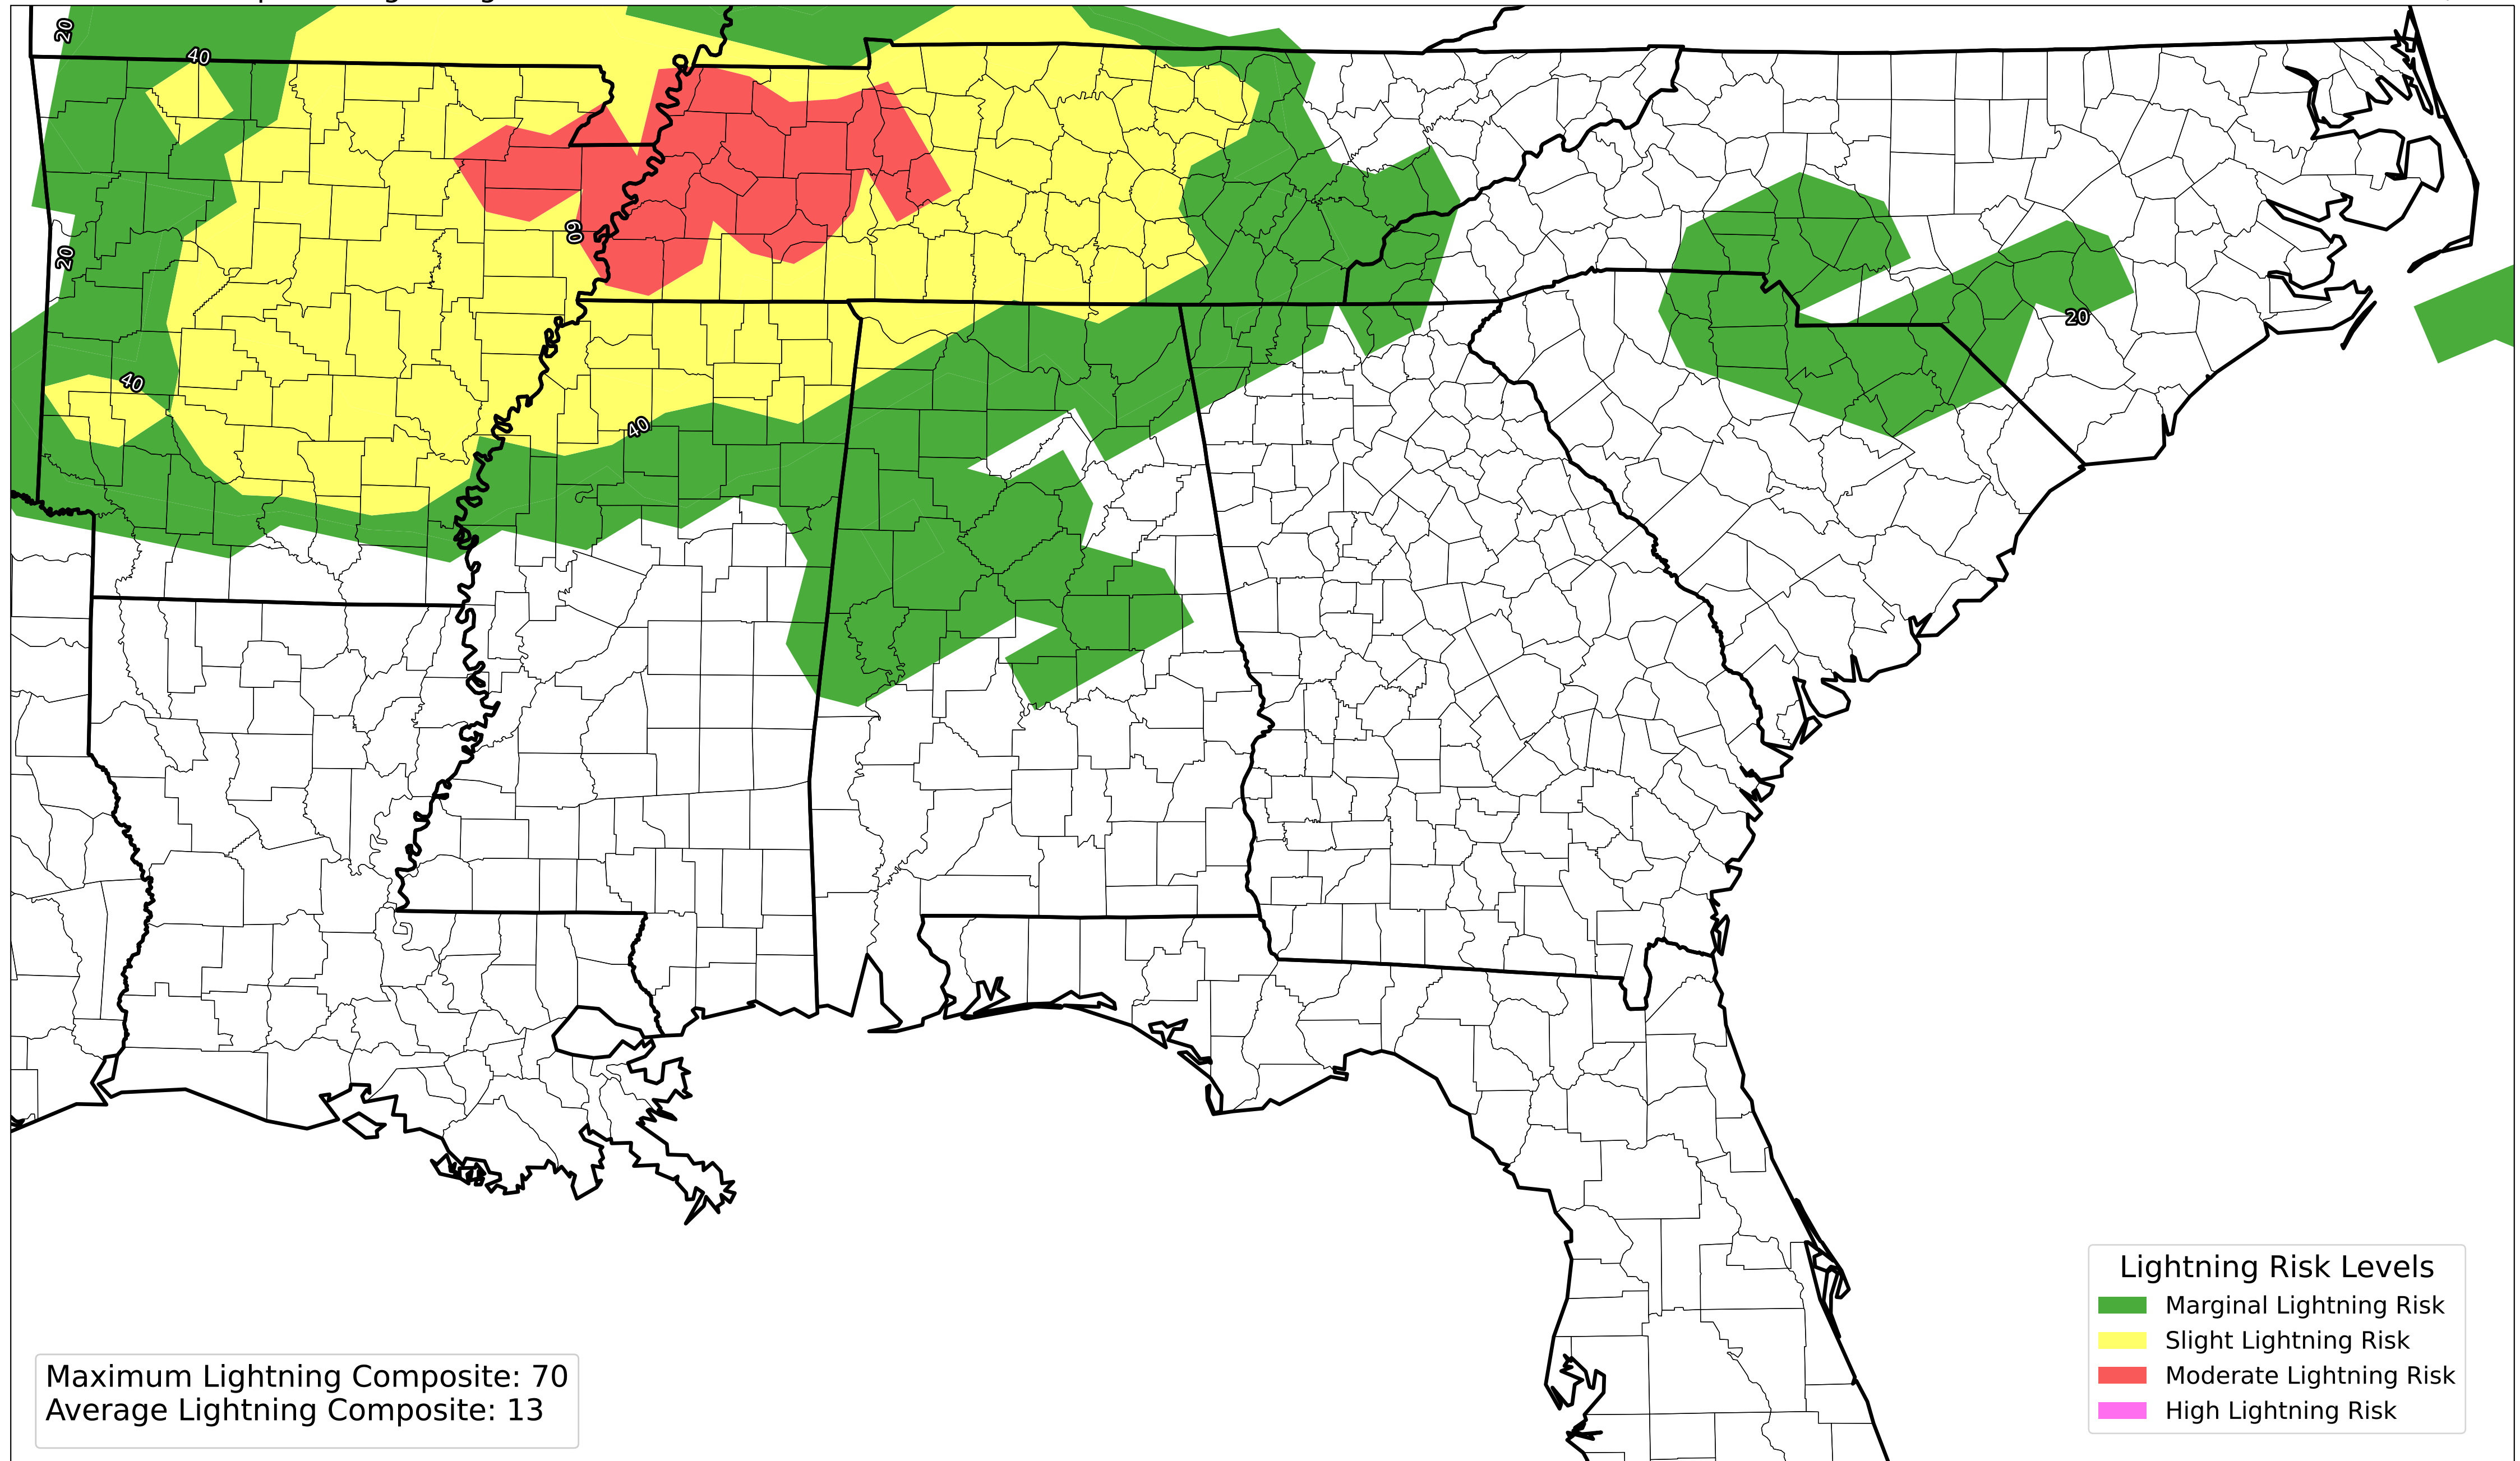 20
40
60
20
20
40
40
Lightning Risk Levels
Marginal Lightning Risk
Slight Lightning Risk
Moderate Lightning Risk
High Lightning Risk
Maximum Lightning Composite: 70
Average Lightning Composite: 13